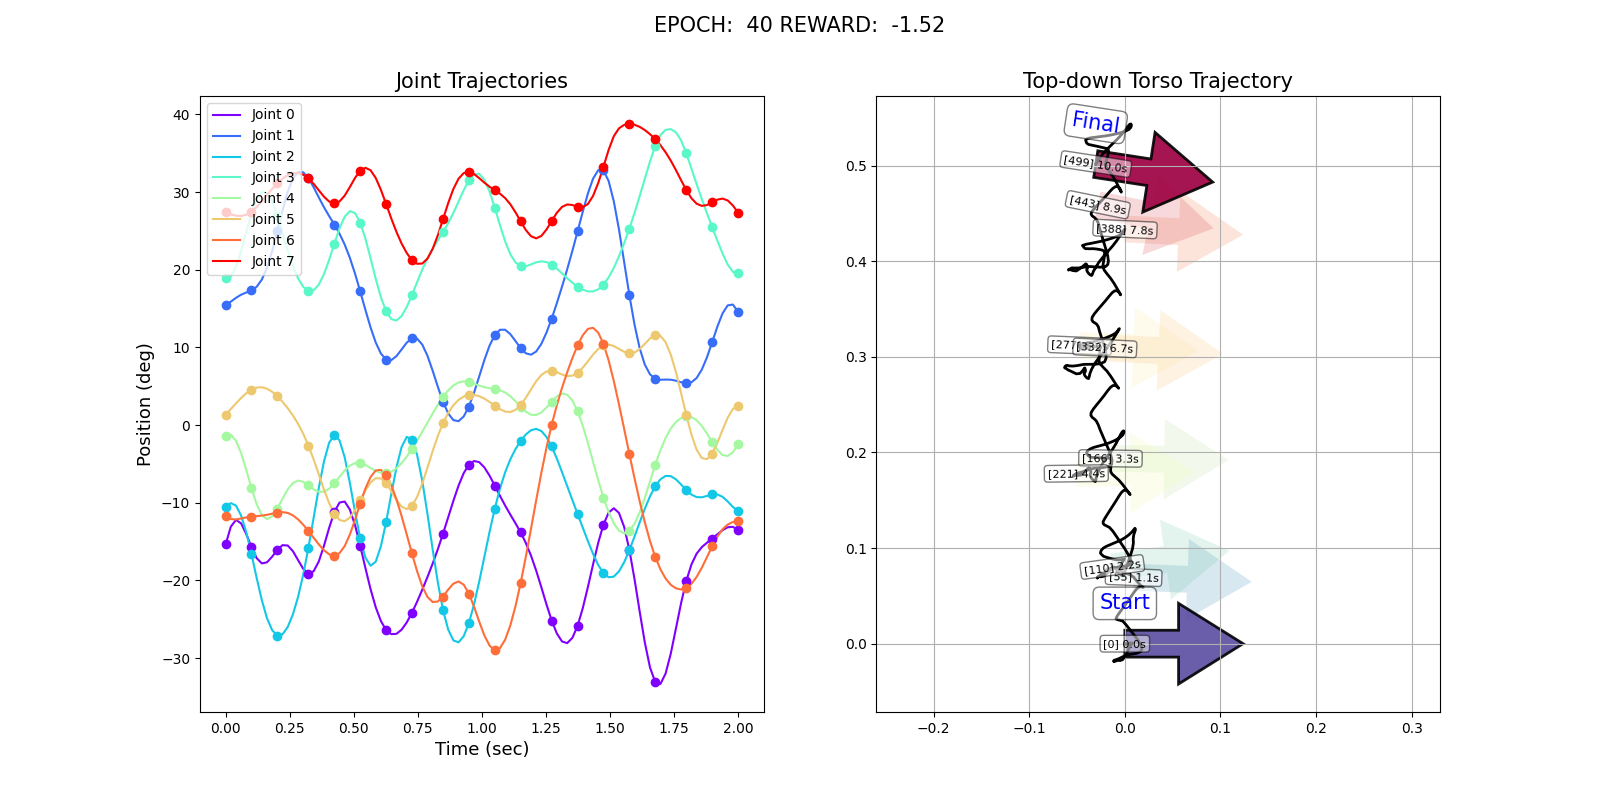 EPOCH:  40 REWARD:  -1.52
Joint Trajectories
Joint 0
Joint 1
Joint 2
Joint 3
Joint 4
Joint 5
Joint 6
Joint 7
40
30
20
10
0
−10
−20
−30
Position (deg)
0.00 0.25 0.50 0.75 1.00 1.25 1.50 1.75 2.00
Time (sec)
Top-down Torso Trajectory
Final
[499] 10.0s
[443] 8.9s
[388] 7.8s
[277
[332] 6.7s
[166] 3.3s
[221] 4.4s
[110] 2.2s
[55] 1.1s
Start
[0] 0.0s
0.5
0.4
0.3
0.2
0.1
0.0
−0.2 −0.1 0.0 0.1 0.2 0.3